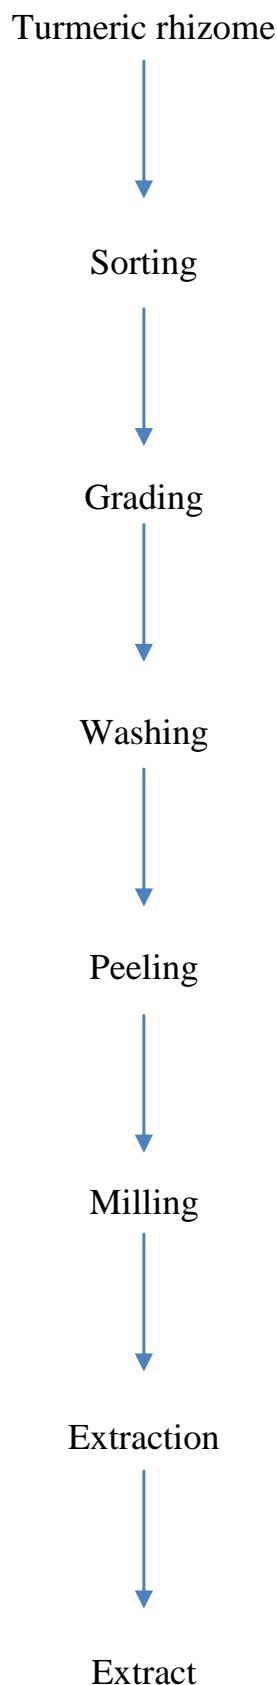 Turmeric rhizome
Sorting
Grading
Washing
Peeling
Milling
Extraction
Extract